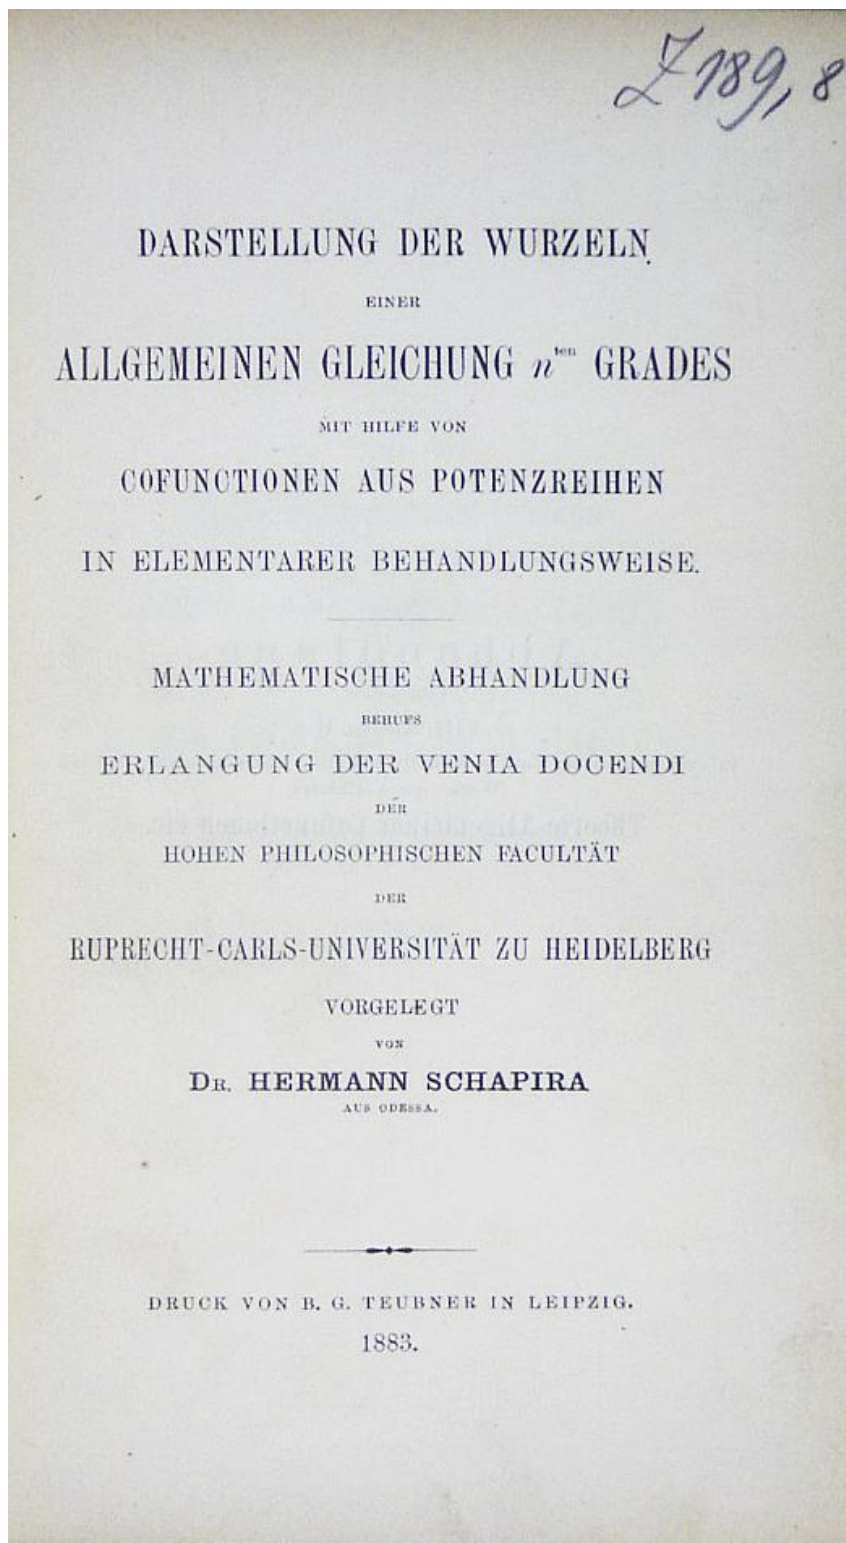 Z 189, 8
DARSTELLUNG DER WURZELN
EINER
ALLGEMEINEN GLEICHUNG nten GRADES
MIT HILFE VON
COFUNCTIONEN AUS POTENZREIHEN
IN ELEMENTARER BEHANDLUNGSWEISE.
MATHEMATISCHE ABHANDLUNG
BEHUFS
ERLANGUNG DER VENIA DOCENDI
DER
HOHEN PHILOSOPHISCHEN FACULTÄT
DER
RUPRECHT-CARLS-UNIVERSITÄT ZU HEIDELBERG
VORGELEGT
VON
DR. HERMANN SCHAPIRA
AUS ODESSA.
DRUCK VON B. G. TEUBNER IN LEIPZIG.
1883.